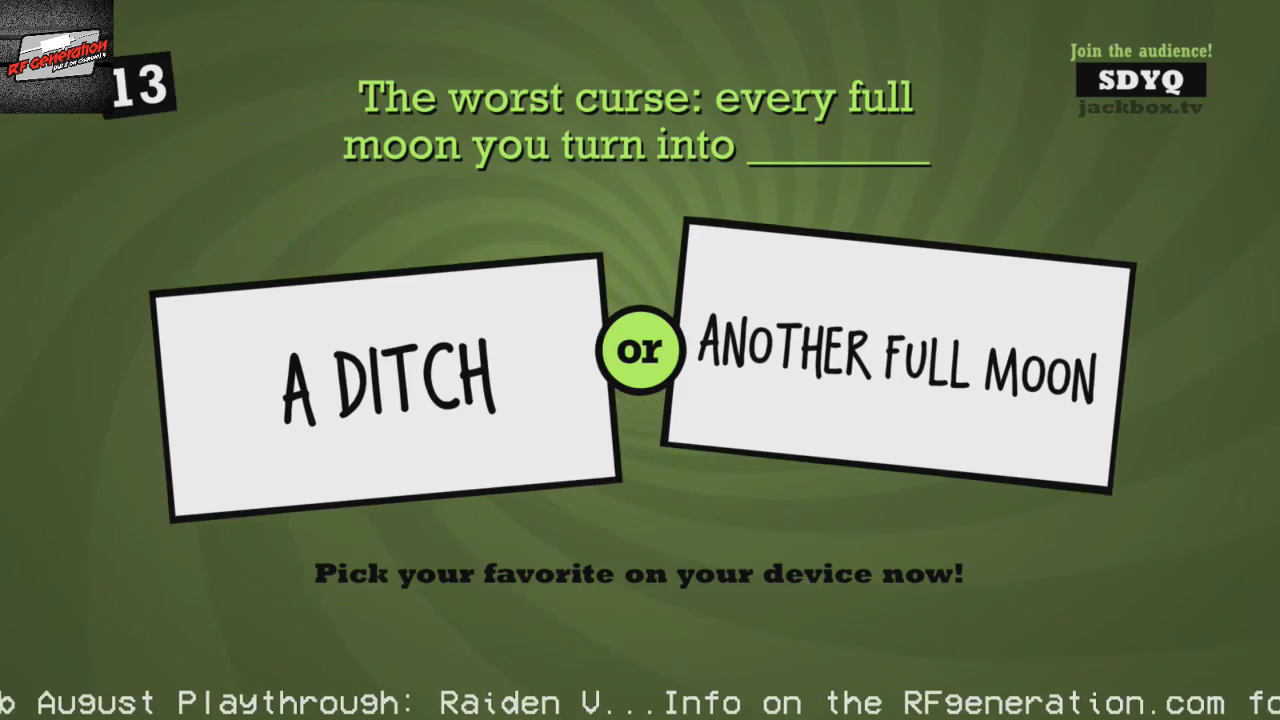 RF Generation
13
Join the audience!
SDYQ
jackbox.tv
The worst curse: every full
moon you turn into ________
A DITCH
or
ANOTHER FULL MOON
Pick your favorite on your device now!
b August Playthrough: Raiden V...Info on the RFgeneration.com fo